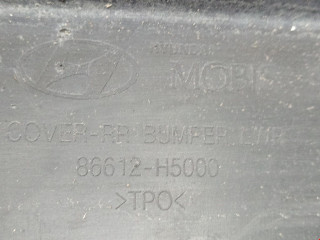 HYUNDAI
MOBIS
COVER-RR BUMPER LWR
86612-H5000
>TPO<